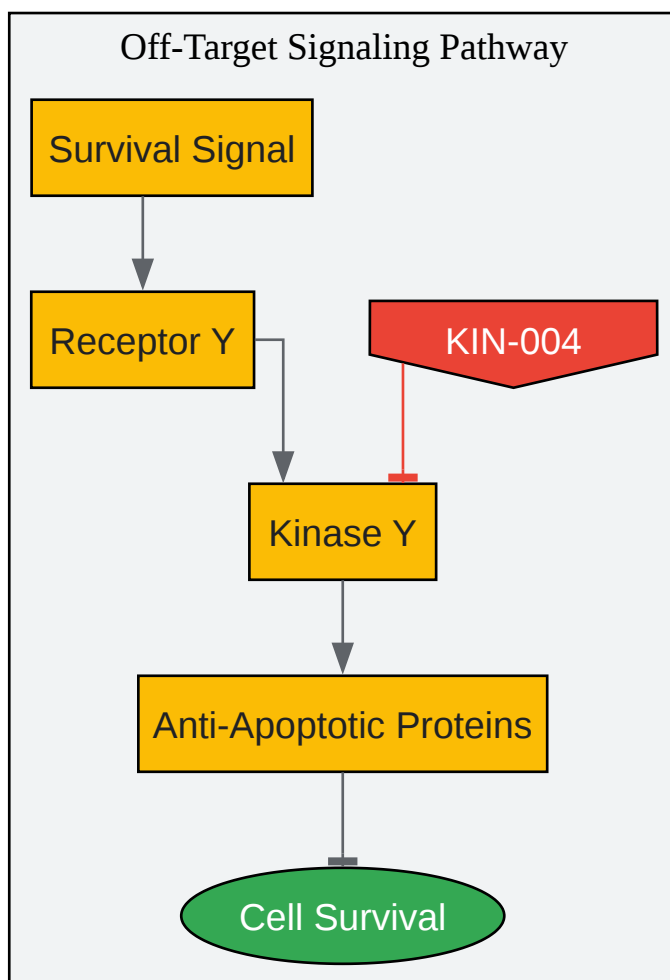 Off-Target Signaling Pathway
Survival Signal
Receptor Y
KIN-004
Kinase Y
Anti-Apoptotic Proteins
Cell Survival